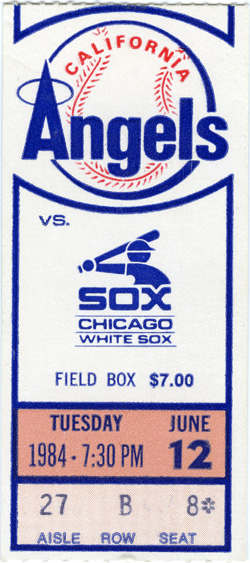 CALIFORNIA
Angels
VS.
SOX
CHICAGO
WHITE SOX
FIELD BOX $7.00
TUESDAY JUNE
1984 · 7:30 PM 12
27 B 8*
AISLE ROW SEAT